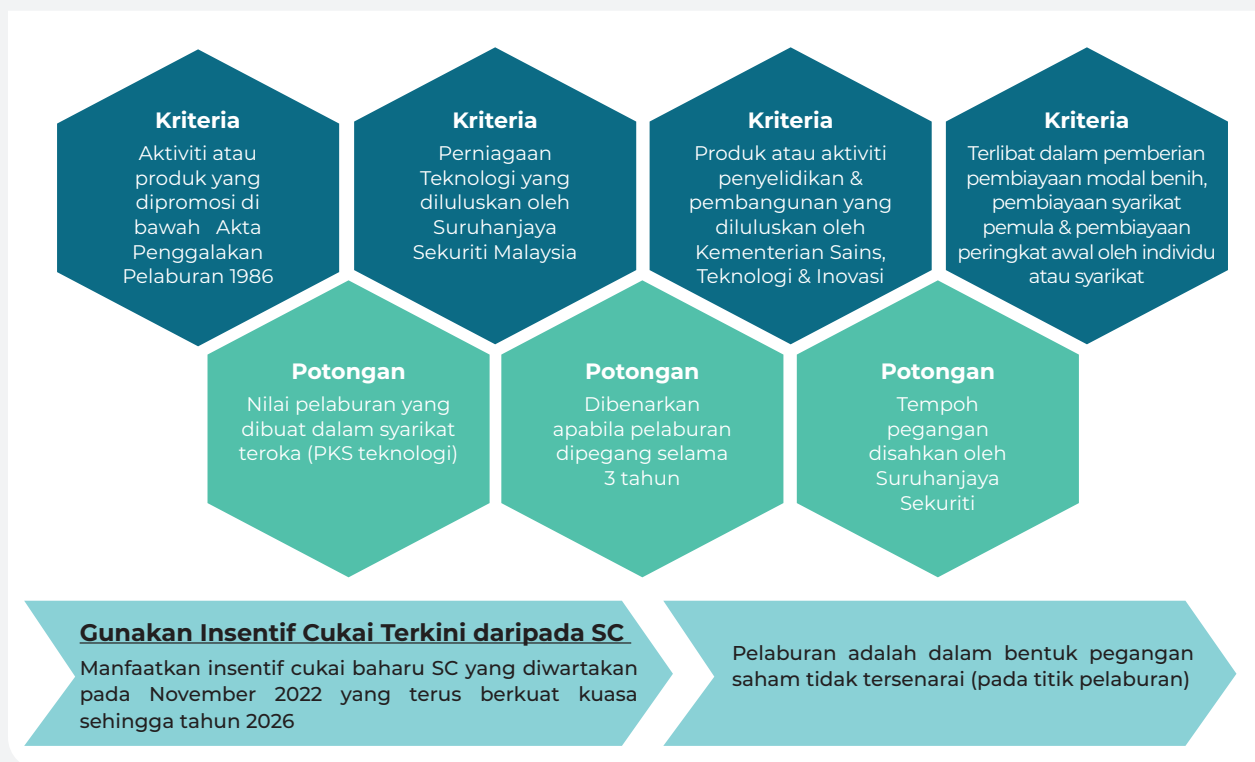 Kriteria
Aktiviti atau
produk yang
dipromosi di
bawah Akta
Penggalakan
Pelaburan 1986
Kriteria
Perniagaan
Teknologi yang
diluluskan oleh
Suruhanjaya
Sekuriti Malaysia
Kriteria
Produk atau aktiviti
penyelidikan &
pembangunan yang
diluluskan oleh
Kementerian Sains,
Teknologi & Inovasi
Kriteria
Terlibat dalam pemberian
pembiayaan modal benih,
pembiayaan syarikat
pemula & pembiayaan
peringkat awal oleh individu
atau syarikat
Potongan
Nilai pelaburan yang
dibuat dalam syarikat
teroka (PKS teknologi)
Potongan
Dibenarkan
apabila pelaburan
dipegang selama
3 tahun
Potongan
Tempoh
pegangan
disahkan oleh
Suruhanjaya
Sekuriti
Gunakan Insentif Cukai Terkini daripada SC
Manfaatkan insentif cukai baharu SC yang diwartakan
pada November 2022 yang terus berkuat kuasa
sehingga tahun 2026
Pelaburan adalah dalam bentuk pegangan
saham tidak tersenarai (pada titik pelaburan)